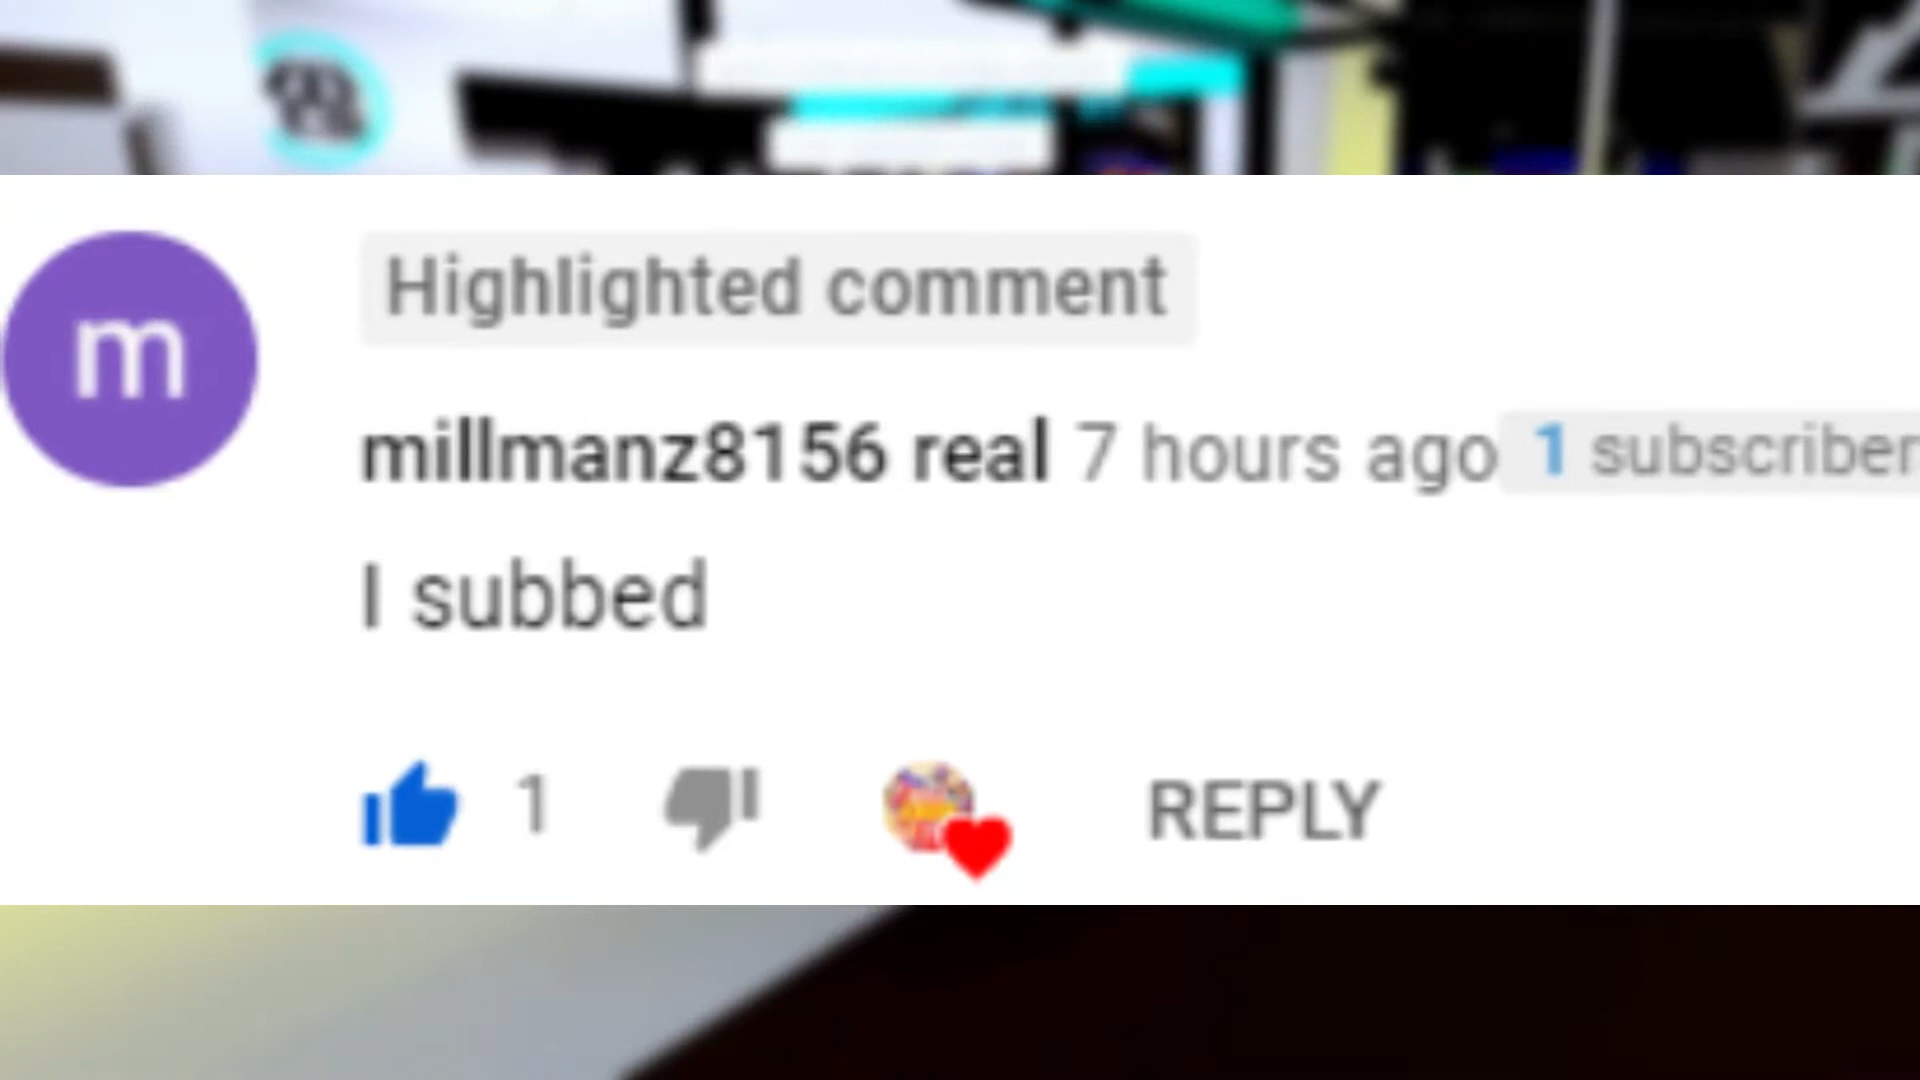 Highlighted comment
m
millmanz8156 real 7 hours ago 1 subscriber
I subbed
1
REPLY